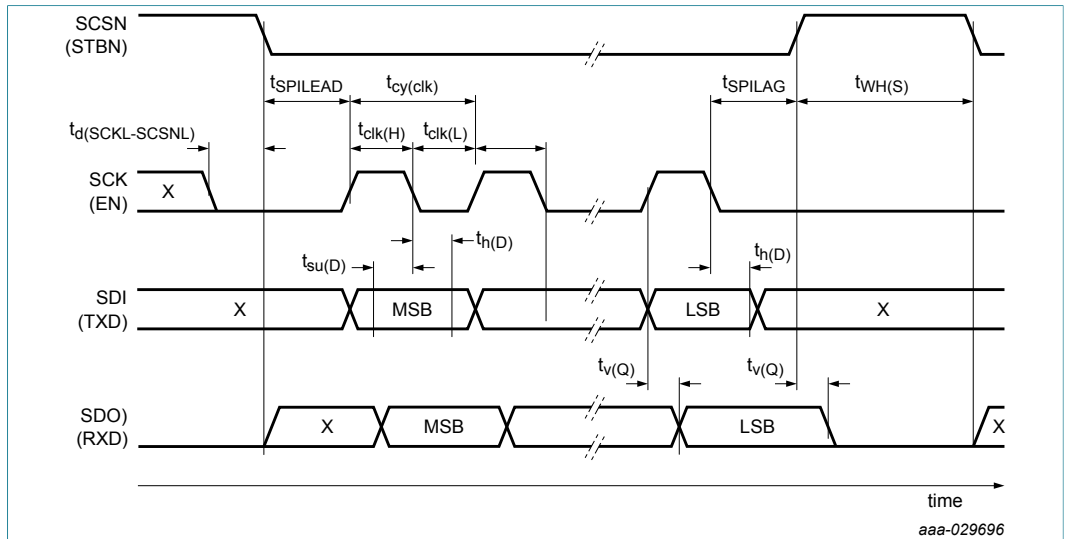 SCSN
(STBN)
tSPILEAD
tcy(clk)
tSPILAG
tWH(S)
td(SCKL-SCSNL)
tclk(H)
tclk(L)
SCK
(EN)
X
th(D)
tsu(D)
th(D)
SDI
(TXD)
X
MSB
LSB
X
tv(Q)
tv(Q)
SDO)
(RXD)
X
MSB
LSB
X
time
aaa-029696